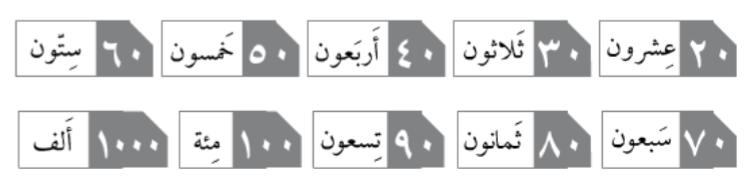 ٢٠ عِشرون ٣٠ ثَلاثون ٤٠ أَربَعون ٥٠ خَمسون ٦٠ سِتّون
٧٠ سَبعون ٨٠ ثَمانون ٩٠ تِسعون ١٠٠ مِئة ١٠٠٠ أَلف